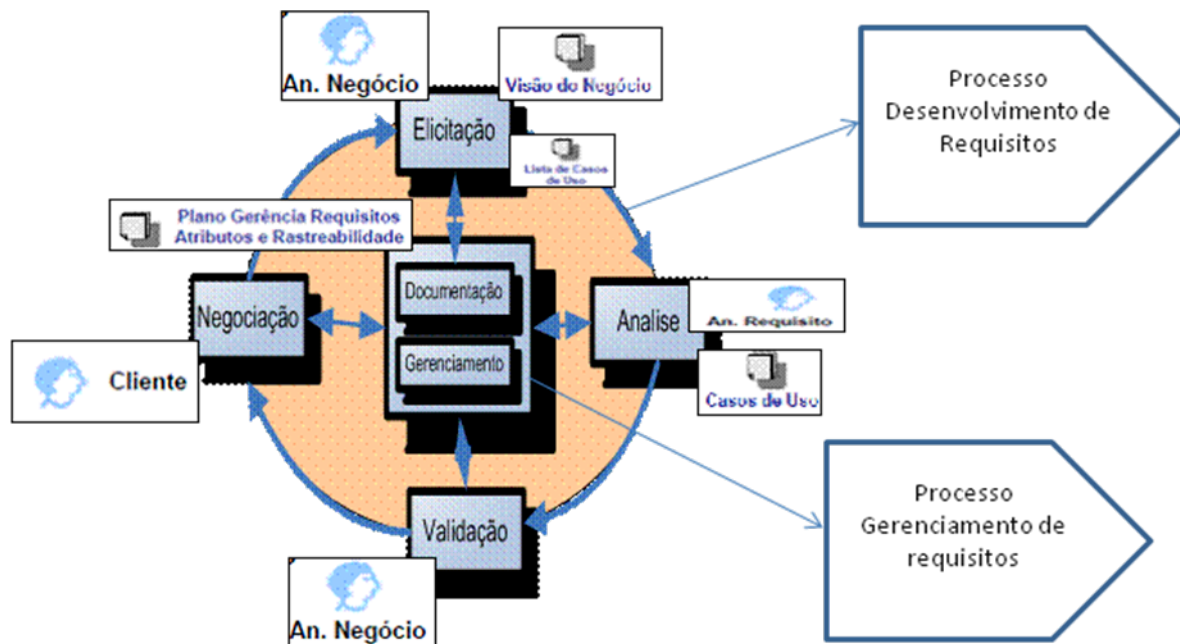 An. Negócio
Visão do Negócio
Elicitação
Lista de Casos
de Uso
Processo
Desenvolvimento de
Requisitos
Plano Gerência Requisitos
Atributos e Rastreabilidade
Negociação
Documentação
Gerenciamento
Analise
An. Requisito
Casos de Uso
Cliente
Validação
An. Negócio
Processo
Gerenciamento de
requisitos